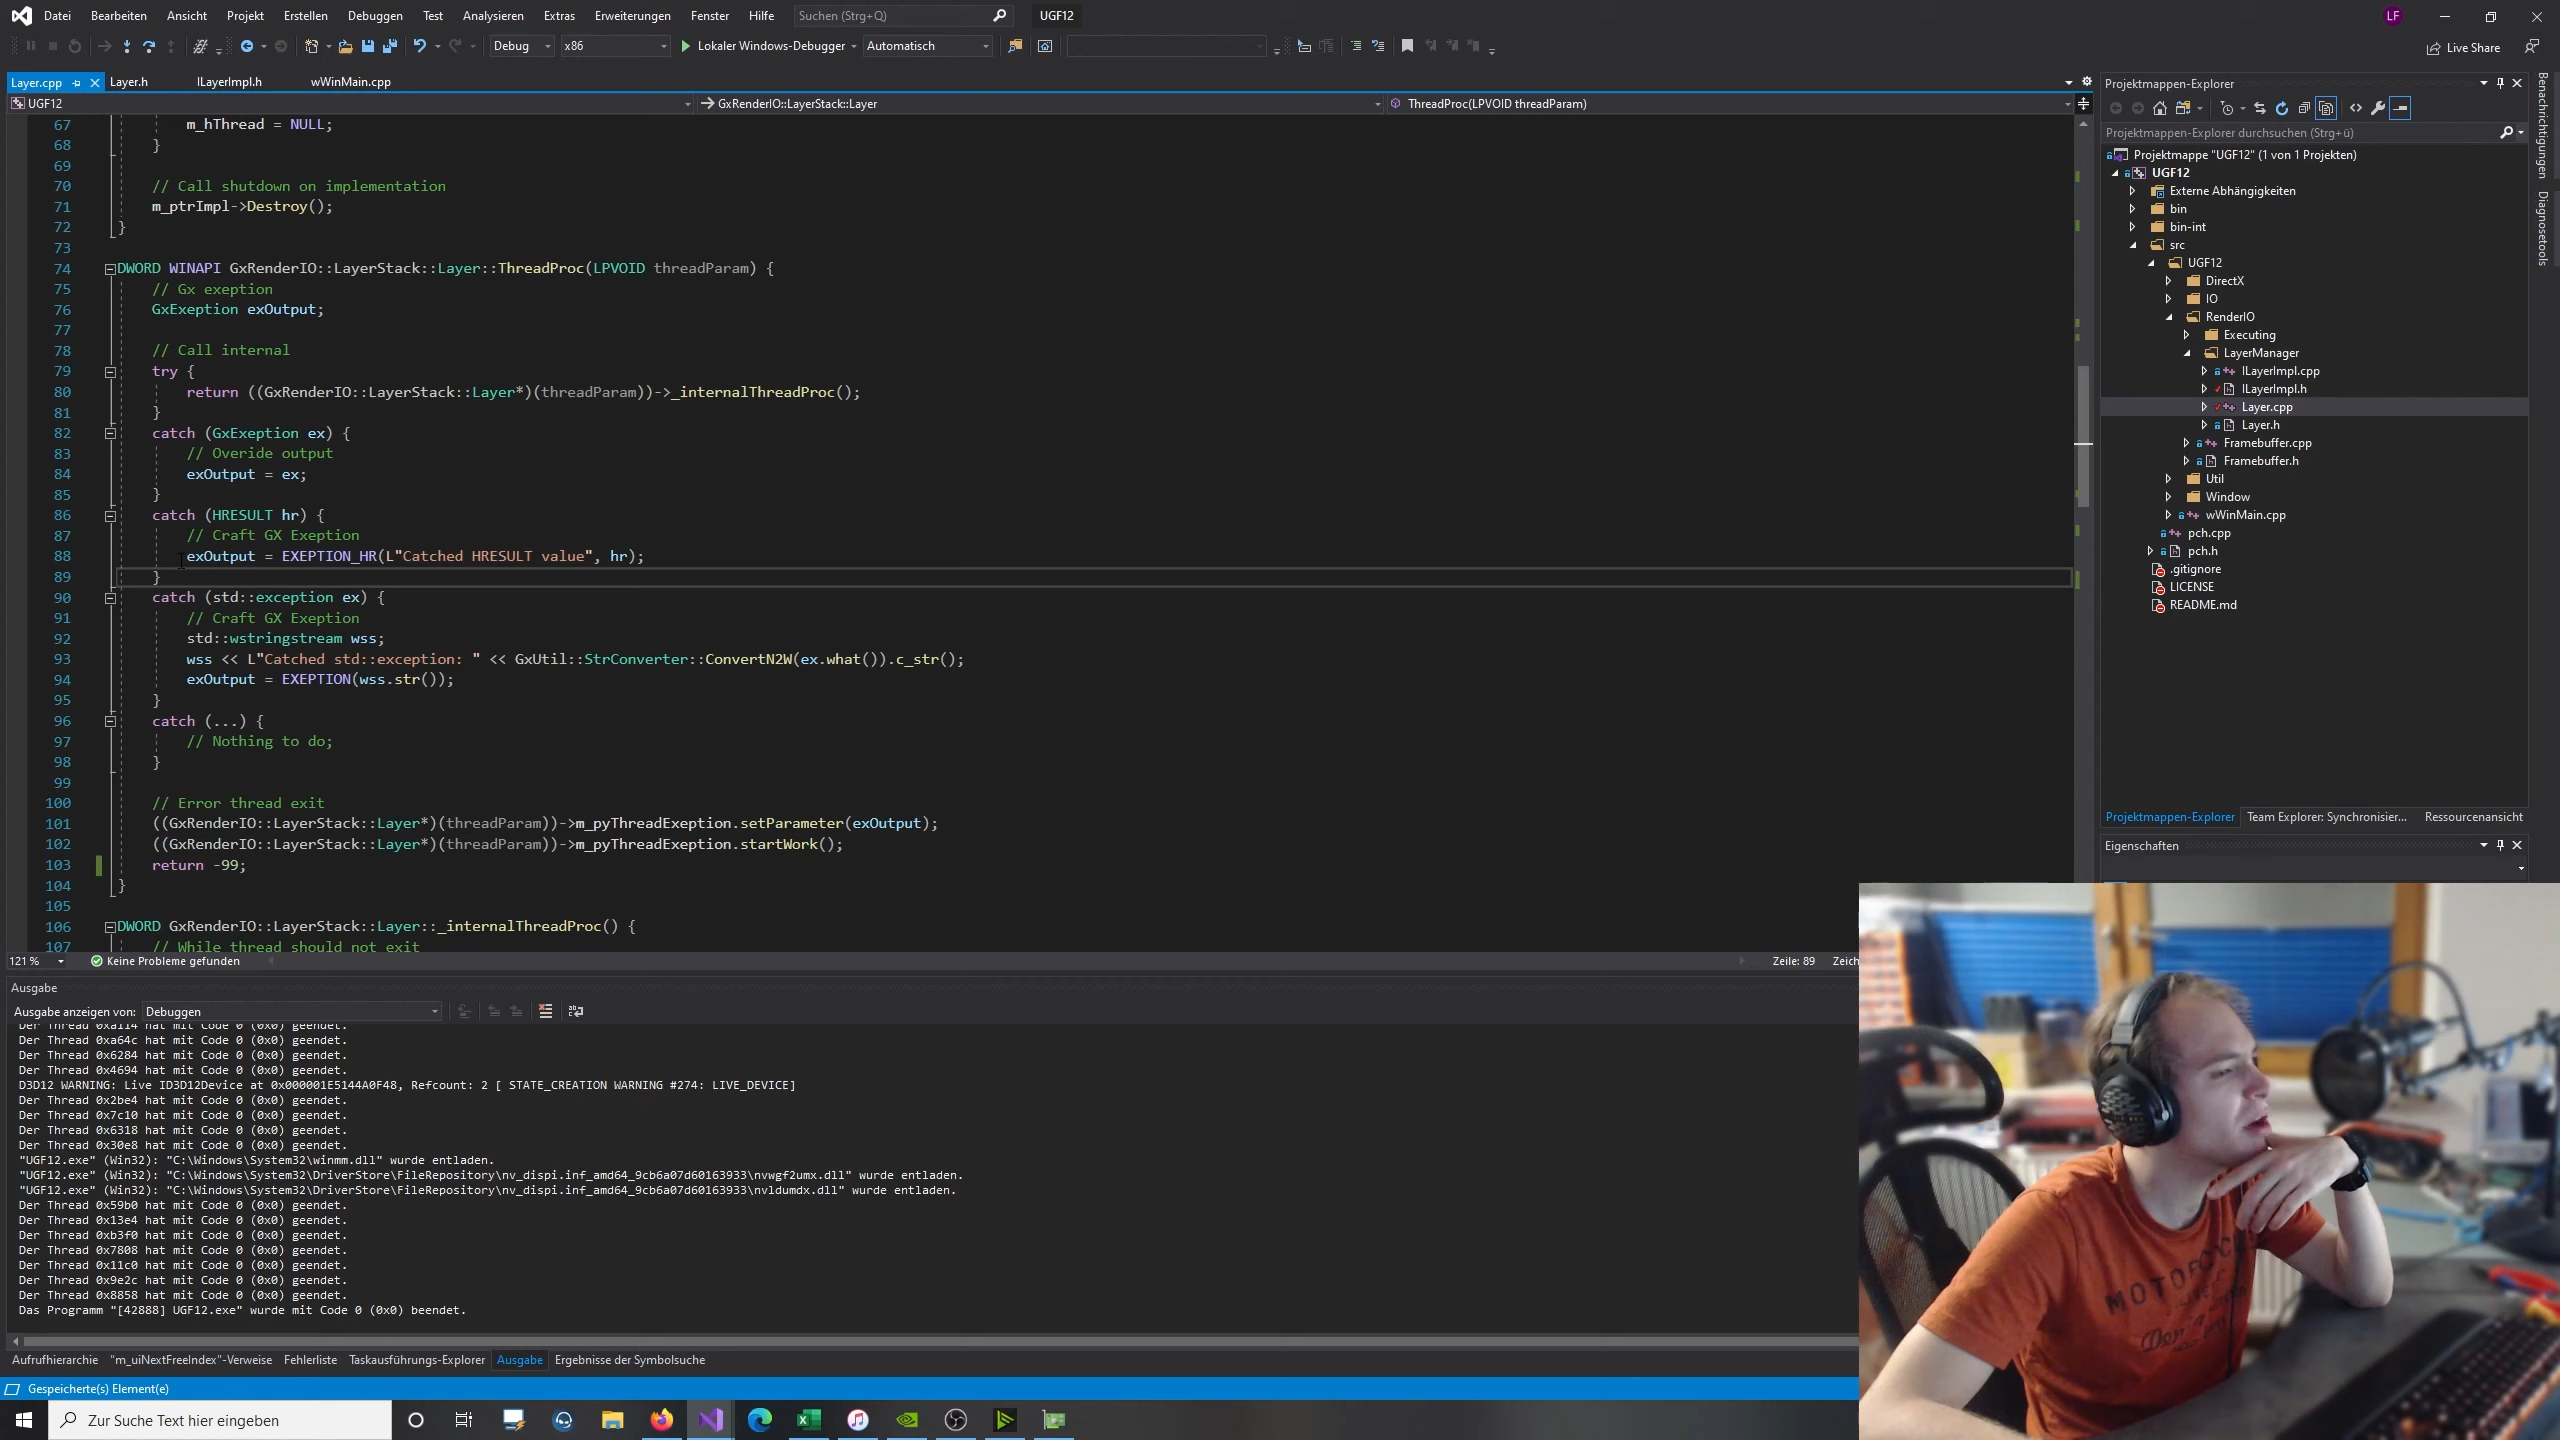 Datei Bearbeiten Ansicht Projekt Erstellen Debuggen Test Analysieren Extras Erweiterungen Fenster Hilfe Suchen (Strg+Q) UGF12 LF
Debug x86 Lokaler Windows-Debugger Automatisch Live Share
Layer.cpp Layer.h ILayerImpl.h wWinMain.cpp
UGF12 GxRenderIO::LayerStack::Layer ThreadProc(LPVOID threadParam)
67 m_hThread = NULL;
68 }
69
70 // Call shutdown on implementation
71 m_ptrImpl->Destroy();
72 }
73
74 DWORD WINAPI GxRenderIO::LayerStack::Layer::ThreadProc(LPVOID threadParam) {
75 // Gx exeption
76 GxExeption exOutput;
77
78 // Call internal
79 try {
80 return ((GxRenderIO::LayerStack::Layer*)(threadParam))->_internalThreadProc();
81 }
82 catch (GxExeption ex) {
83 // Overide output
84 exOutput = ex;
85 }
86 catch (HRESULT hr) {
87 // Craft GX Exeption
88 exOutput = EXEPTION_HR(L"Catched HRESULT value", hr);
89 }
90 catch (std::exception ex) {
91 // Craft GX Exeption
92 std::wstringstream wss;
93 wss << L"Catched std::exception: " << GxUtil::StrConverter::ConvertN2W(ex.what()).c_str();
94 exOutput = EXEPTION(wss.str());
95 }
96 catch (...) {
97 // Nothing to do;
98 }
99
100 // Error thread exit
101 ((GxRenderIO::LayerStack::Layer*)(threadParam))->m_pyThreadExeption.setParameter(exOutput);
102 ((GxRenderIO::LayerStack::Layer*)(threadParam))->m_pyThreadExeption.startWork();
103 return -99;
104 }
105
106 DWORD GxRenderIO::LayerStack::Layer::_internalThreadProc() {
107 // While thread should not exit
121 % Keine Probleme gefunden Zeile: 89 Zeich
Projektmappen-Explorer
Projektmappen-Explorer durchsuchen (Strg+ü)
Projektmappe "UGF12" (1 von 1 Projekten)
UGF12
Externe Abhängigkeiten
bin
bin-int
src
UGF12
DirectX
IO
RenderIO
Executing
LayerManager
ILayerImpl.cpp
ILayerImpl.h
Layer.cpp
Layer.h
Framebuffer.cpp
Framebuffer.h
Util
Window
wWinMain.cpp
pch.cpp
pch.h
.gitignore
LICENSE
README.md
Projektmappen-Explorer Team Explorer: Synchronisier... Ressourcenansicht
Eigenschaften
Benachrichtigungen
Diagnosetools
Ausgabe
Ausgabe anzeigen von: Debuggen
Der Thread 0xa114 hat mit Code 0 (0x0) geendet.
Der Thread 0xa64c hat mit Code 0 (0x0) geendet.
Der Thread 0x6284 hat mit Code 0 (0x0) geendet.
Der Thread 0x4694 hat mit Code 0 (0x0) geendet.
D3D12 WARNING: Live ID3D12Device at 0x000001E5144A0F48, Refcount: 2 [ STATE_CREATION WARNING #274: LIVE_DEVICE]
Der Thread 0x2be4 hat mit Code 0 (0x0) geendet.
Der Thread 0x7c10 hat mit Code 0 (0x0) geendet.
Der Thread 0x6318 hat mit Code 0 (0x0) geendet.
Der Thread 0x30e8 hat mit Code 0 (0x0) geendet.
"UGF12.exe" (Win32): "C:\Windows\System32\winmm.dll" wurde entladen.
"UGF12.exe" (Win32): "C:\Windows\System32\DriverStore\FileRepository\nv_dispi.inf_amd64_9cb6a07d60163933\nvwgf2umx.dll" wurde entladen.
"UGF12.exe" (Win32): "C:\Windows\System32\DriverStore\FileRepository\nv_dispi.inf_amd64_9cb6a07d60163933\nvldumdx.dll" wurde entladen.
Der Thread 0x59b0 hat mit Code 0 (0x0) geendet.
Der Thread 0x13e4 hat mit Code 0 (0x0) geendet.
Der Thread 0xb3f0 hat mit Code 0 (0x0) geendet.
Der Thread 0x7808 hat mit Code 0 (0x0) geendet.
Der Thread 0x11c0 hat mit Code 0 (0x0) geendet.
Der Thread 0x9e2c hat mit Code 0 (0x0) geendet.
Der Thread 0x8858 hat mit Code 0 (0x0) geendet.
Das Programm "[42888] UGF12.exe" wurde mit Code 0 (0x0) beendet.
Aufrufhierarchie "m_uiNextFreeIndex"-Verweise Fehlerliste Taskausführungs-Explorer Ausgabe Ergebnisse der Symbolsuche
Gespeicherte(s) Element(e)
Zur Suche Text hier eingeben